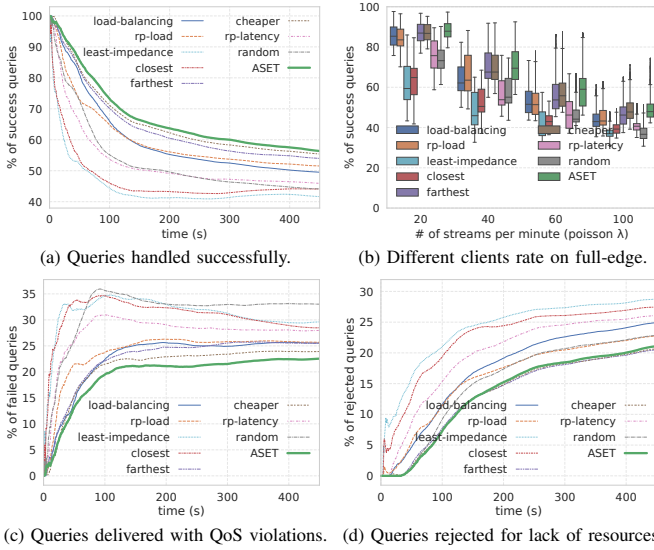 100
90
80
70
60
50
40
% of success queries
0 100 200 300 400
time (s)
load-balancing
rp-load
least-impedance
closest
farthest
cheaper
rp-latency
random
ASET
(a) Queries handled successfully.
100
80
60
40
20
0
% of success queries
20 40 60 80 100
# of streams per minute (poisson λ)
load-balancing
rp-load
least-impedance
closest
farthest
cheaper
rp-latency
random
ASET
(b) Different clients rate on full-edge.
35
30
25
20
15
10
5
0
% of failed queries
0 100 200 300 400
time (s)
load-balancing
rp-load
least-impedance
closest
farthest
cheaper
rp-latency
random
ASET
(c) Queries delivered with QoS violations.
30
25
20
15
10
5
0
% of rejected queries
0 100 200 300 400
time (s)
load-balancing
rp-load
least-impedance
closest
farthest
cheaper
rp-latency
random
ASET
(d) Queries rejected for lack of resources